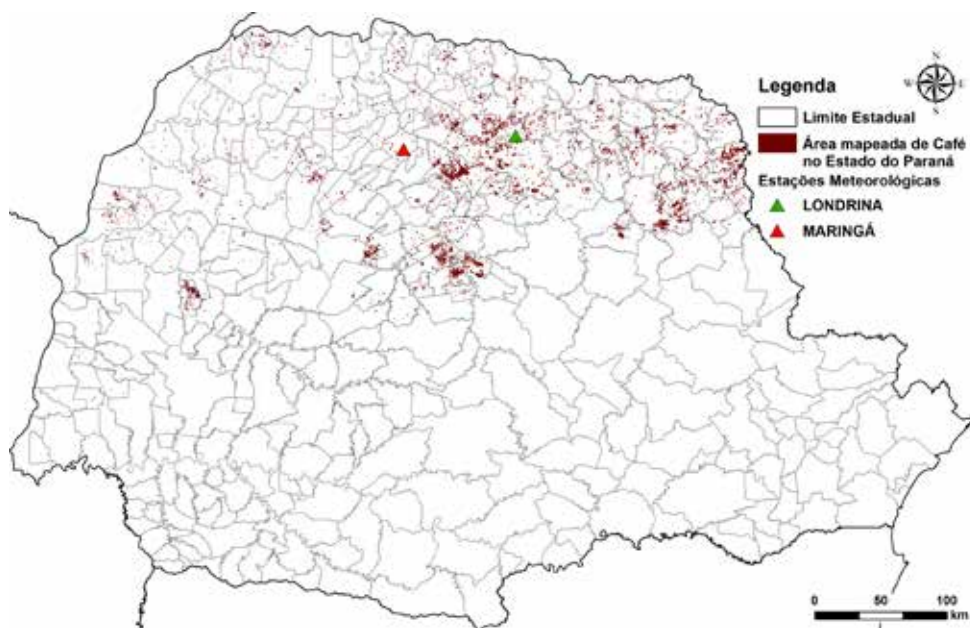 N
W
E
S
Legenda
Limite Estadual
Área mapeada de Café
no Estado do Paraná
Estações Meteorológicas
LONDRINA
MARINGÁ
0 50 100
km